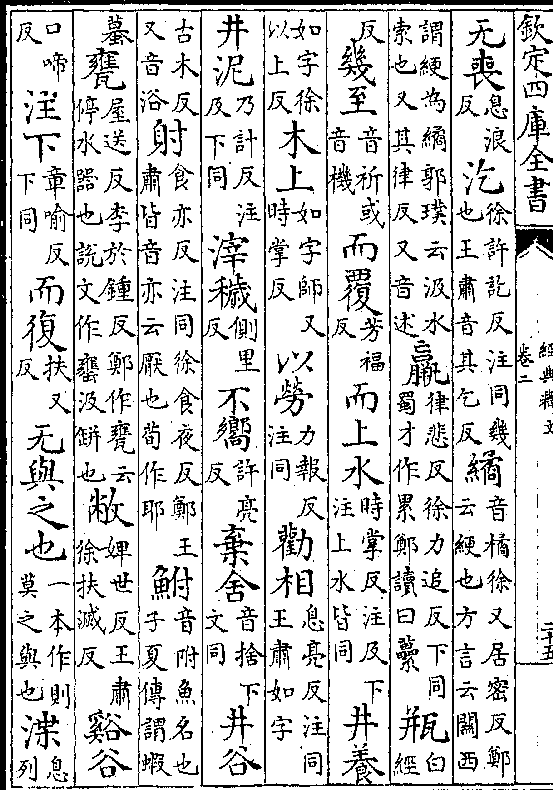 欽定四庫全書 經典釋文 卷二 二十五
无喪息浪反汔徐許訖反注同幾也王肅音其乞反繘音橘徐又居密反鄭云綆也方言云關西
謂綆為繘郭璞云汲水索也又其律反又音述羸律悲反徐力追反下同蜀才作累鄭讀曰虆瓶白經
反幾至音祈或音機而覆芳福反而上水時掌反注及下注上水皆同井養
如字徐以上反木上如字師又時掌反以勞力報反注同勸相息亮反注同王肅如字
井泥乃計反注及下同滓穢側里反不嚮許亮反棄舍音捨下文同井谷
古木反又音浴射食亦反注同徐食夜反鄭王肅皆音亦云厭也荀作耶鮒音附魚名也子夏傳謂蝦
蟇甕屋送反李於鍾反鄭作甕云停水器也說文作罋汲缾也敝婢世反王肅徐扶滅反谿谷
口啼反注下章喻反下同而復扶又反无與之也一本作則莫之與也渫息列